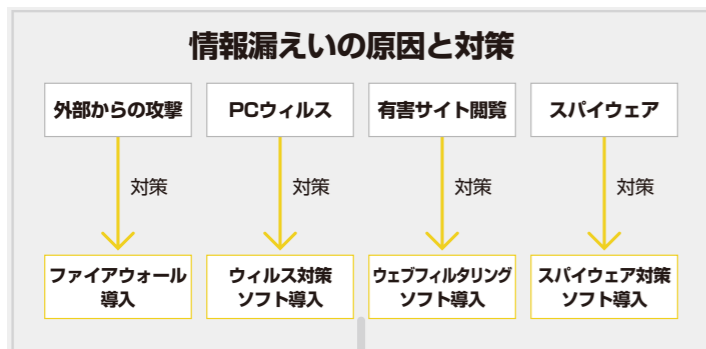 情報漏えいの原因と対策
外部からの攻撃
PCウィルス
有害サイト閲覧
スパイウェア
対策
対策
対策
対策
ファイアウォール
導入
ウィルス対策
ソフト導入
ウェブフィルタリング
ソフト導入
スパイウェア対策
ソフト導入